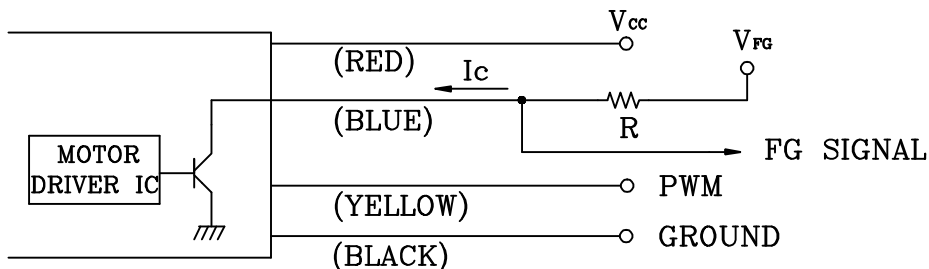 Vcc
(RED)
VFG
Ic
(BLUE)
R
FG SIGNAL
MOTOR
DRIVER IC
(YELLOW)
PWM
(BLACK)
GROUND